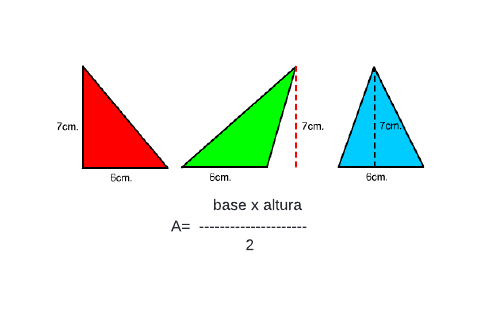 7cm.
7cm.
7cm.
6cm.
6cm.
6cm.
base x altura
A= ---------------------
2